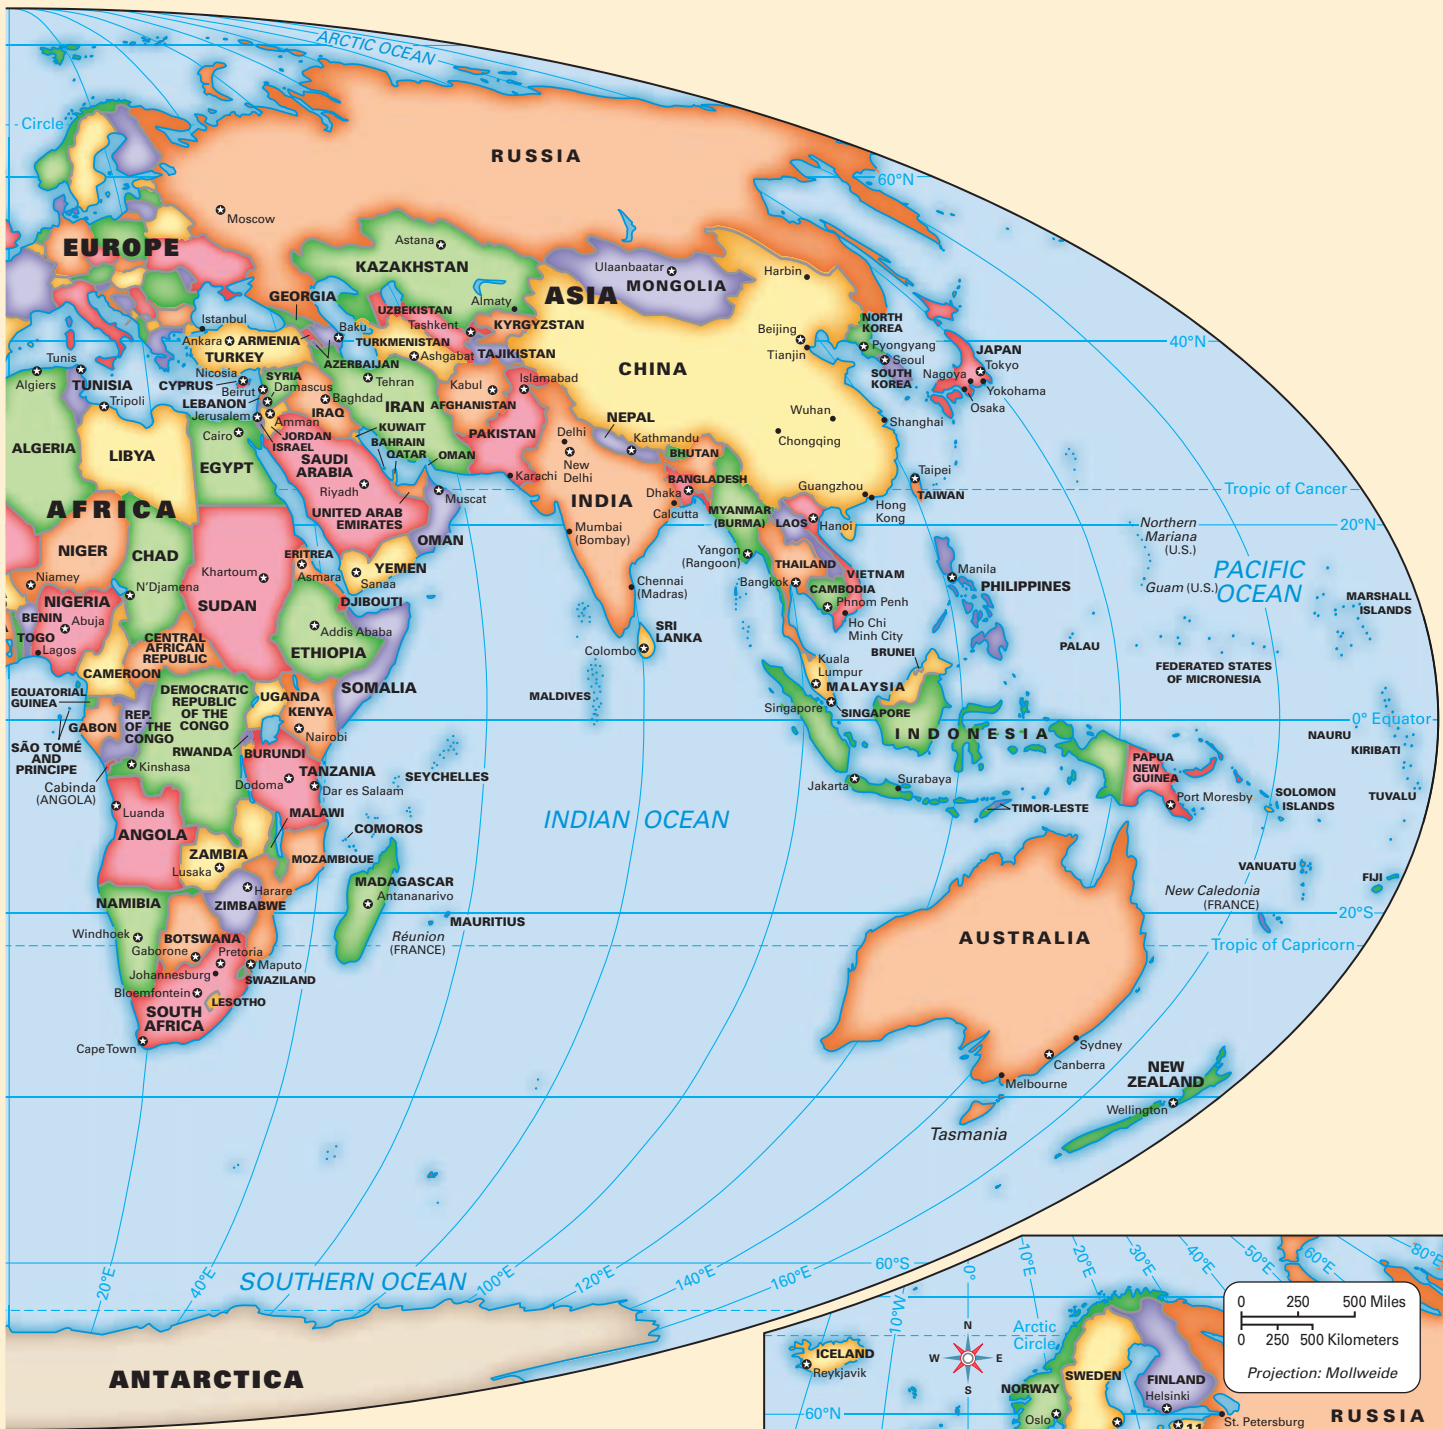 ARCTIC OCEAN
Circle
RUSSIA
60°N
Moscow
EUROPE
Astana
KAZAKHSTAN
Ulaanbaatar
MONGOLIA
Harbin
ASIA
GEORGIA
Almaty
UZBEKISTAN
Tashkent
KYRGYZSTAN
NORTH
KOREA
Istanbul
Baku
Ankara
ARMENIA
TURKMENISTAN
Beijing
Pyongyang
40°N
TURKEY
Ashgabat
TAJIKISTAN
Tianjin
Seoul
JAPAN
Tunis
AZERBAIJAN
CHINA
Nagoya
Tokyo
Algiers
TUNISIA
Nicosia
CYPRUS
SYRIA
Damascus
Tehran
Kabul
Islamabad
SOUTH
KOREA
Yokohama
Osaka
Tripoli
Beirut
LEBANON
Baghdad
IRAN
AFGHANISTAN
Jerusalem
IRAQ
Amman
NEPAL
Wuhan
Shanghai
KUWAIT
Cairo
JORDAN
ISRAEL
BAHRAIN
QATAR
OMAN
PAKISTAN
Delhi
New
Delhi
Kathmandu
Chongqing
ALGERIA
LIBYA
EGYPT
SAUDI
ARABIA
BHUTAN
Riyadh
Karachi
BANGLADESH
Dhaka
Guangzhou
Taipei
TAIWAN
Tropic of Cancer
Muscat
INDIA
Calcutta
MYANMAR
(BURMA)
Hong
Kong
AFRICA
UNITED ARAB
EMIRATES
LAOS
Hanoi
20°N
Northern
Mariana
(U.S.)
Mumbai
(Bombay)
OMAN
NIGER
CHAD
ERITREA
Asmara
YEMEN
Sanaa
Yangon
(Rangoon)
THAILAND
Khartoum
Niamey
N'Djamena
Bangkok
VIETNAM
Manila
PHILIPPINES
Guam (U.S.)
PACIFIC
OCEAN
Chennai
(Madras)
CAMBODIA
Phnom Penh
MARSHALL
ISLANDS
NIGERIA
SUDAN
DJIBOUTI
BENIN
Abuja
TOGO
Lagos
Addis Ababa
ETHIOPIA
Ho Chi
Minh City
SRI
LANKA
Colombo
CENTRAL
AFRICAN
REPUBLIC
BRUNEI
PALAU
CAMEROON
Kuala
Lumpur
MALAYSIA
FEDERATED STATES
OF MICRONESIA
EQUATORIAL
GUINEA
DEMOCRATIC
REPUBLIC
OF THE
CONGO
UGANDA
KENYA
SOMALIA
MALDIVES
Singapore
SINGAPORE
GABON
REP.
OF THE
CONGO
Nairobi
0° Equator
INDONESIA
NAURU
KIRIBATI
SÃO TOMÉ
AND
PRINCIPE
RWANDA
BURUNDI
Kinshasa
TANZANIA
Dodoma
Dar es Salaam
SEYCHELLES
Jakarta
Surabaya
PAPUA
NEW
GUINEA
Port Moresby
SOLOMON
ISLANDS
TUVALU
Cabinda
(ANGOLA)
Luanda
TIMOR-LESTE
MALAWI
ANGOLA
INDIAN OCEAN
COMOROS
ZAMBIA
Lusaka
MOZAMBIQUE
VANUATU
FIJI
MADAGASCAR
Antananarivo
Harare
ZIMBABWE
New Caledonia
(FRANCE)
NAMIBIA
MAURITIUS
20°S
Windhoek
BOTSWANA
Gaborone
Pretoria
Réunion
(FRANCE)
AUSTRALIA
Tropic of Capricorn
Maputo
Johannesburg
SWAZILAND
Bloemfontein
LESOTHO
SOUTH
AFRICA
Cape Town
Sydney
Canberra
Melbourne
NEW
ZEALAND
Wellington
Tasmania
60°S
20°E
40°E
SOUTHERN OCEAN
100°E
120°E
140°E
160°E
ANTARCTICA
10°W
0°
10°E
20°E
30°E
40°E
50°E
60°E
80°E
0 250 500 Miles
0 250 500 Kilometers
Projection: Mollweide
N
W
E
S
Arctic
Circle
ICELAND
Reykjavik
NORWAY
SWEDEN
FINLAND
Helsinki
60°N
Oslo
11
St. Petersburg
RUSSIA